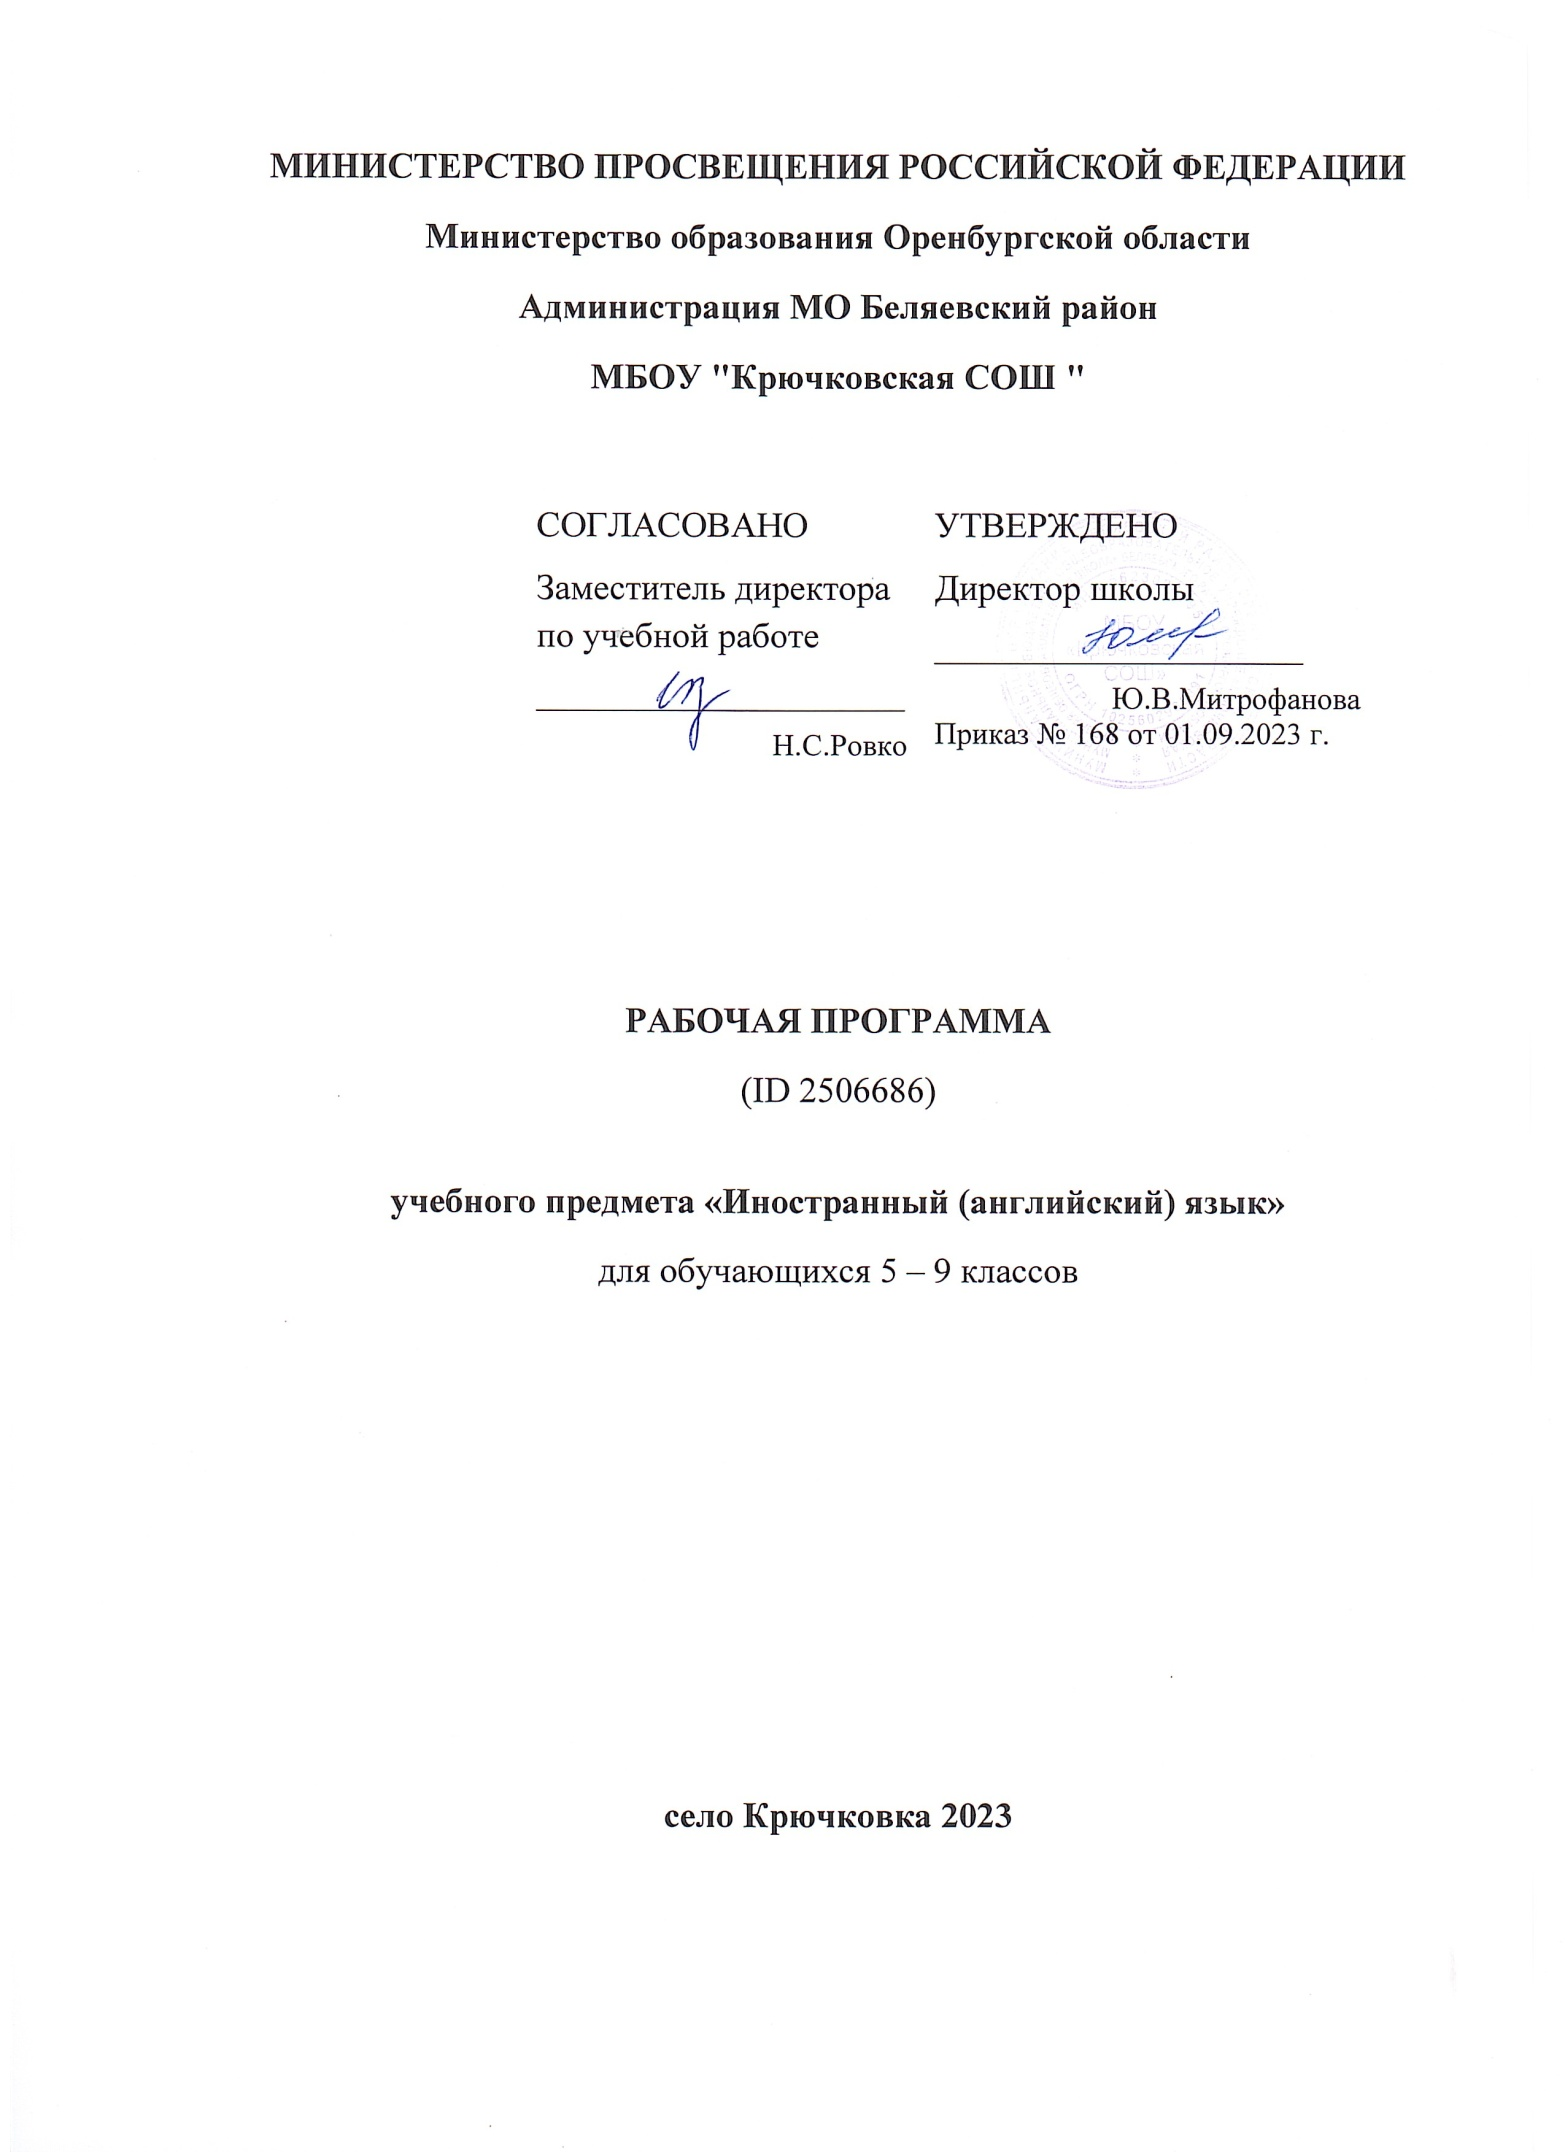 МИНИСТЕРСТВО ПРОСВЕЩЕНИЯ РОССИЙСКОЙ ФЕДЕРАЦИИ
Министерство образования Оренбургской области
Администрация МО Беляевский район
МБОУ "Крючковская СОШ "
СОГЛАСОВАНО
Заместитель директора
по учебной работе
Н.С.Ровко
УТВЕРЖДЕНО
Директор школы
МБОУ
СОШ»
Ю.В.Митрофанова
Приказ № 168 от 01.09.2023 г.
РАБОЧАЯ ПРОГРАММА
(ID 2506686)
учебного предмета «Иностранный (английский) язык»
для обучающихся 5 – 9 классов
село Крючковка 2023